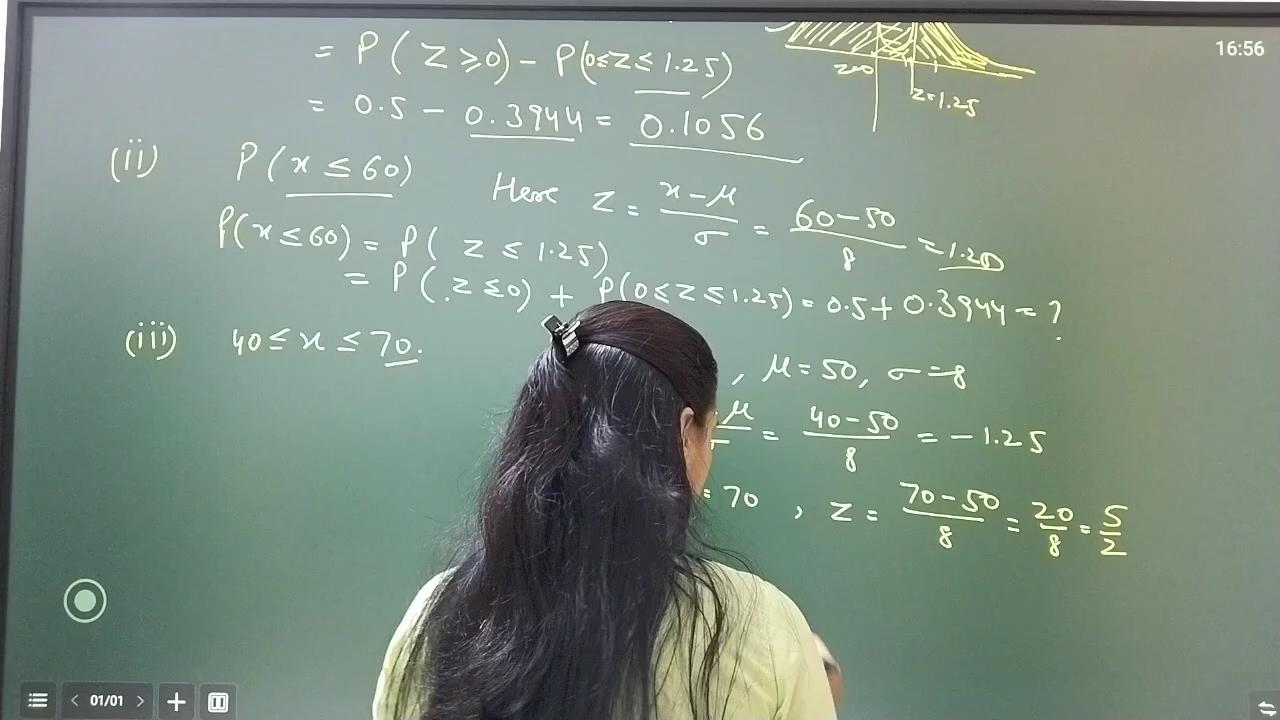 = P ( Z ≥ 0) - P(0 ≤ Z ≤ 1.25)
= 0.5 - 0.3944 = 0.1056
Z=0
Z=1.25
16:56
(ii) P ( x ≤ 60)
Here Z = x-μ/σ = 60-50/8 =
P(x ≤ 60) = P( Z ≤ 1.25)
= P( Z ≤ 0) + P(0 ≤ Z ≤ 1.25) = 0.5 + 0.3944 = ?
(iii) 40 ≤ x ≤ 70.
, μ = 50, σ = 8
μ = 40-50/8 = -1.25
= 70 , Z = 70-50/8 = 20/8 = 5/2
01/01